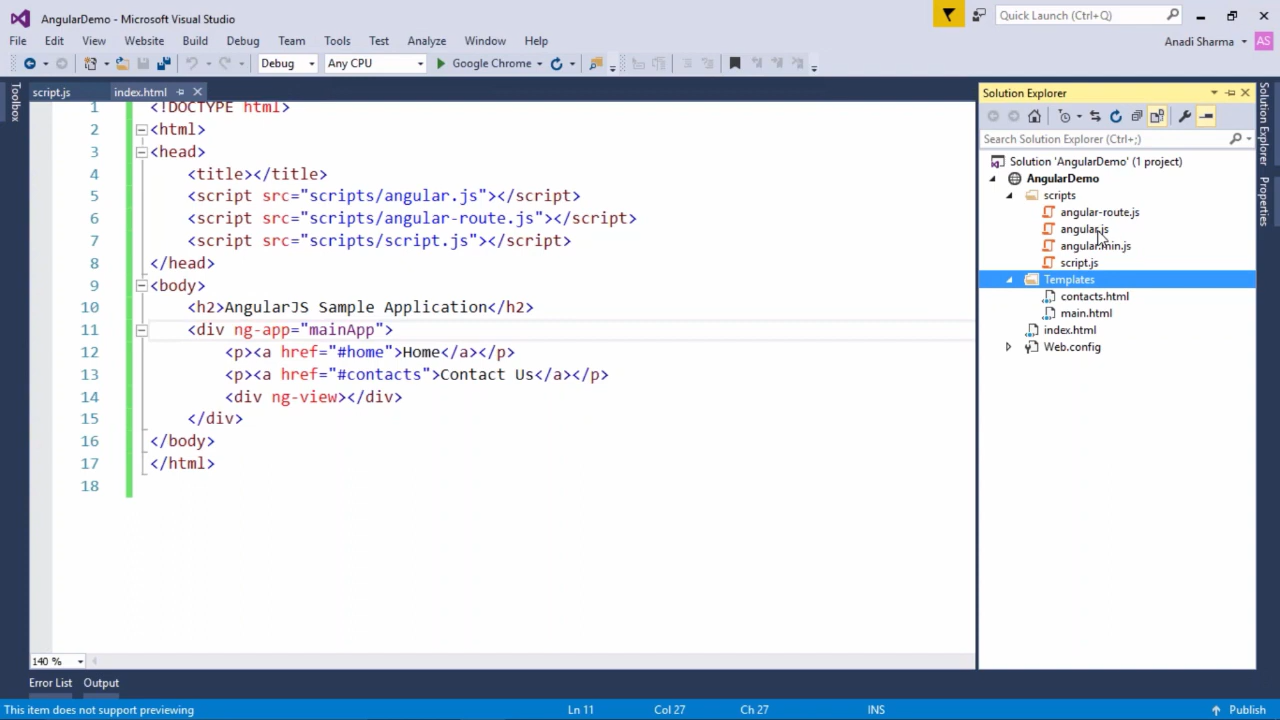 AngularDemo - Microsoft Visual Studio
Quick Launch (Ctrl+Q)
File Edit View Website Build Debug Team Tools Test Analyze Window Help
Anadi Sharma AS
Debug Any CPU Google Chrome
Toolbox
script.js index.html
1 <!DOCTYPE html>
2 <html>
3 <head>
4 <title></title>
5 <script src="scripts/angular.js"></script>
6 <script src="scripts/angular-route.js"></script>
7 <script src="scripts/script.js"></script>
8 </head>
9 <body>
10 <h2>AngularJS Sample Application</h2>
11 <div ng-app="mainApp">
12 <p><a href="#home">Home</a></p>
13 <p><a href="#contacts">Contact Us</a></p>
14 <div ng-view></div>
15 </div>
16 </body>
17 </html>
18
140 %
Solution Explorer
Search Solution Explorer (Ctrl+;)
Solution 'AngularDemo' (1 project)
AngularDemo
scripts
angular-route.js
angular.js
angular.min.js
script.js
Templates
contacts.html
main.html
index.html
Web.config
Solution Explorer
Properties
Error List Output
This item does not support previewing Ln 11 Col 27 Ch 27 INS Publish